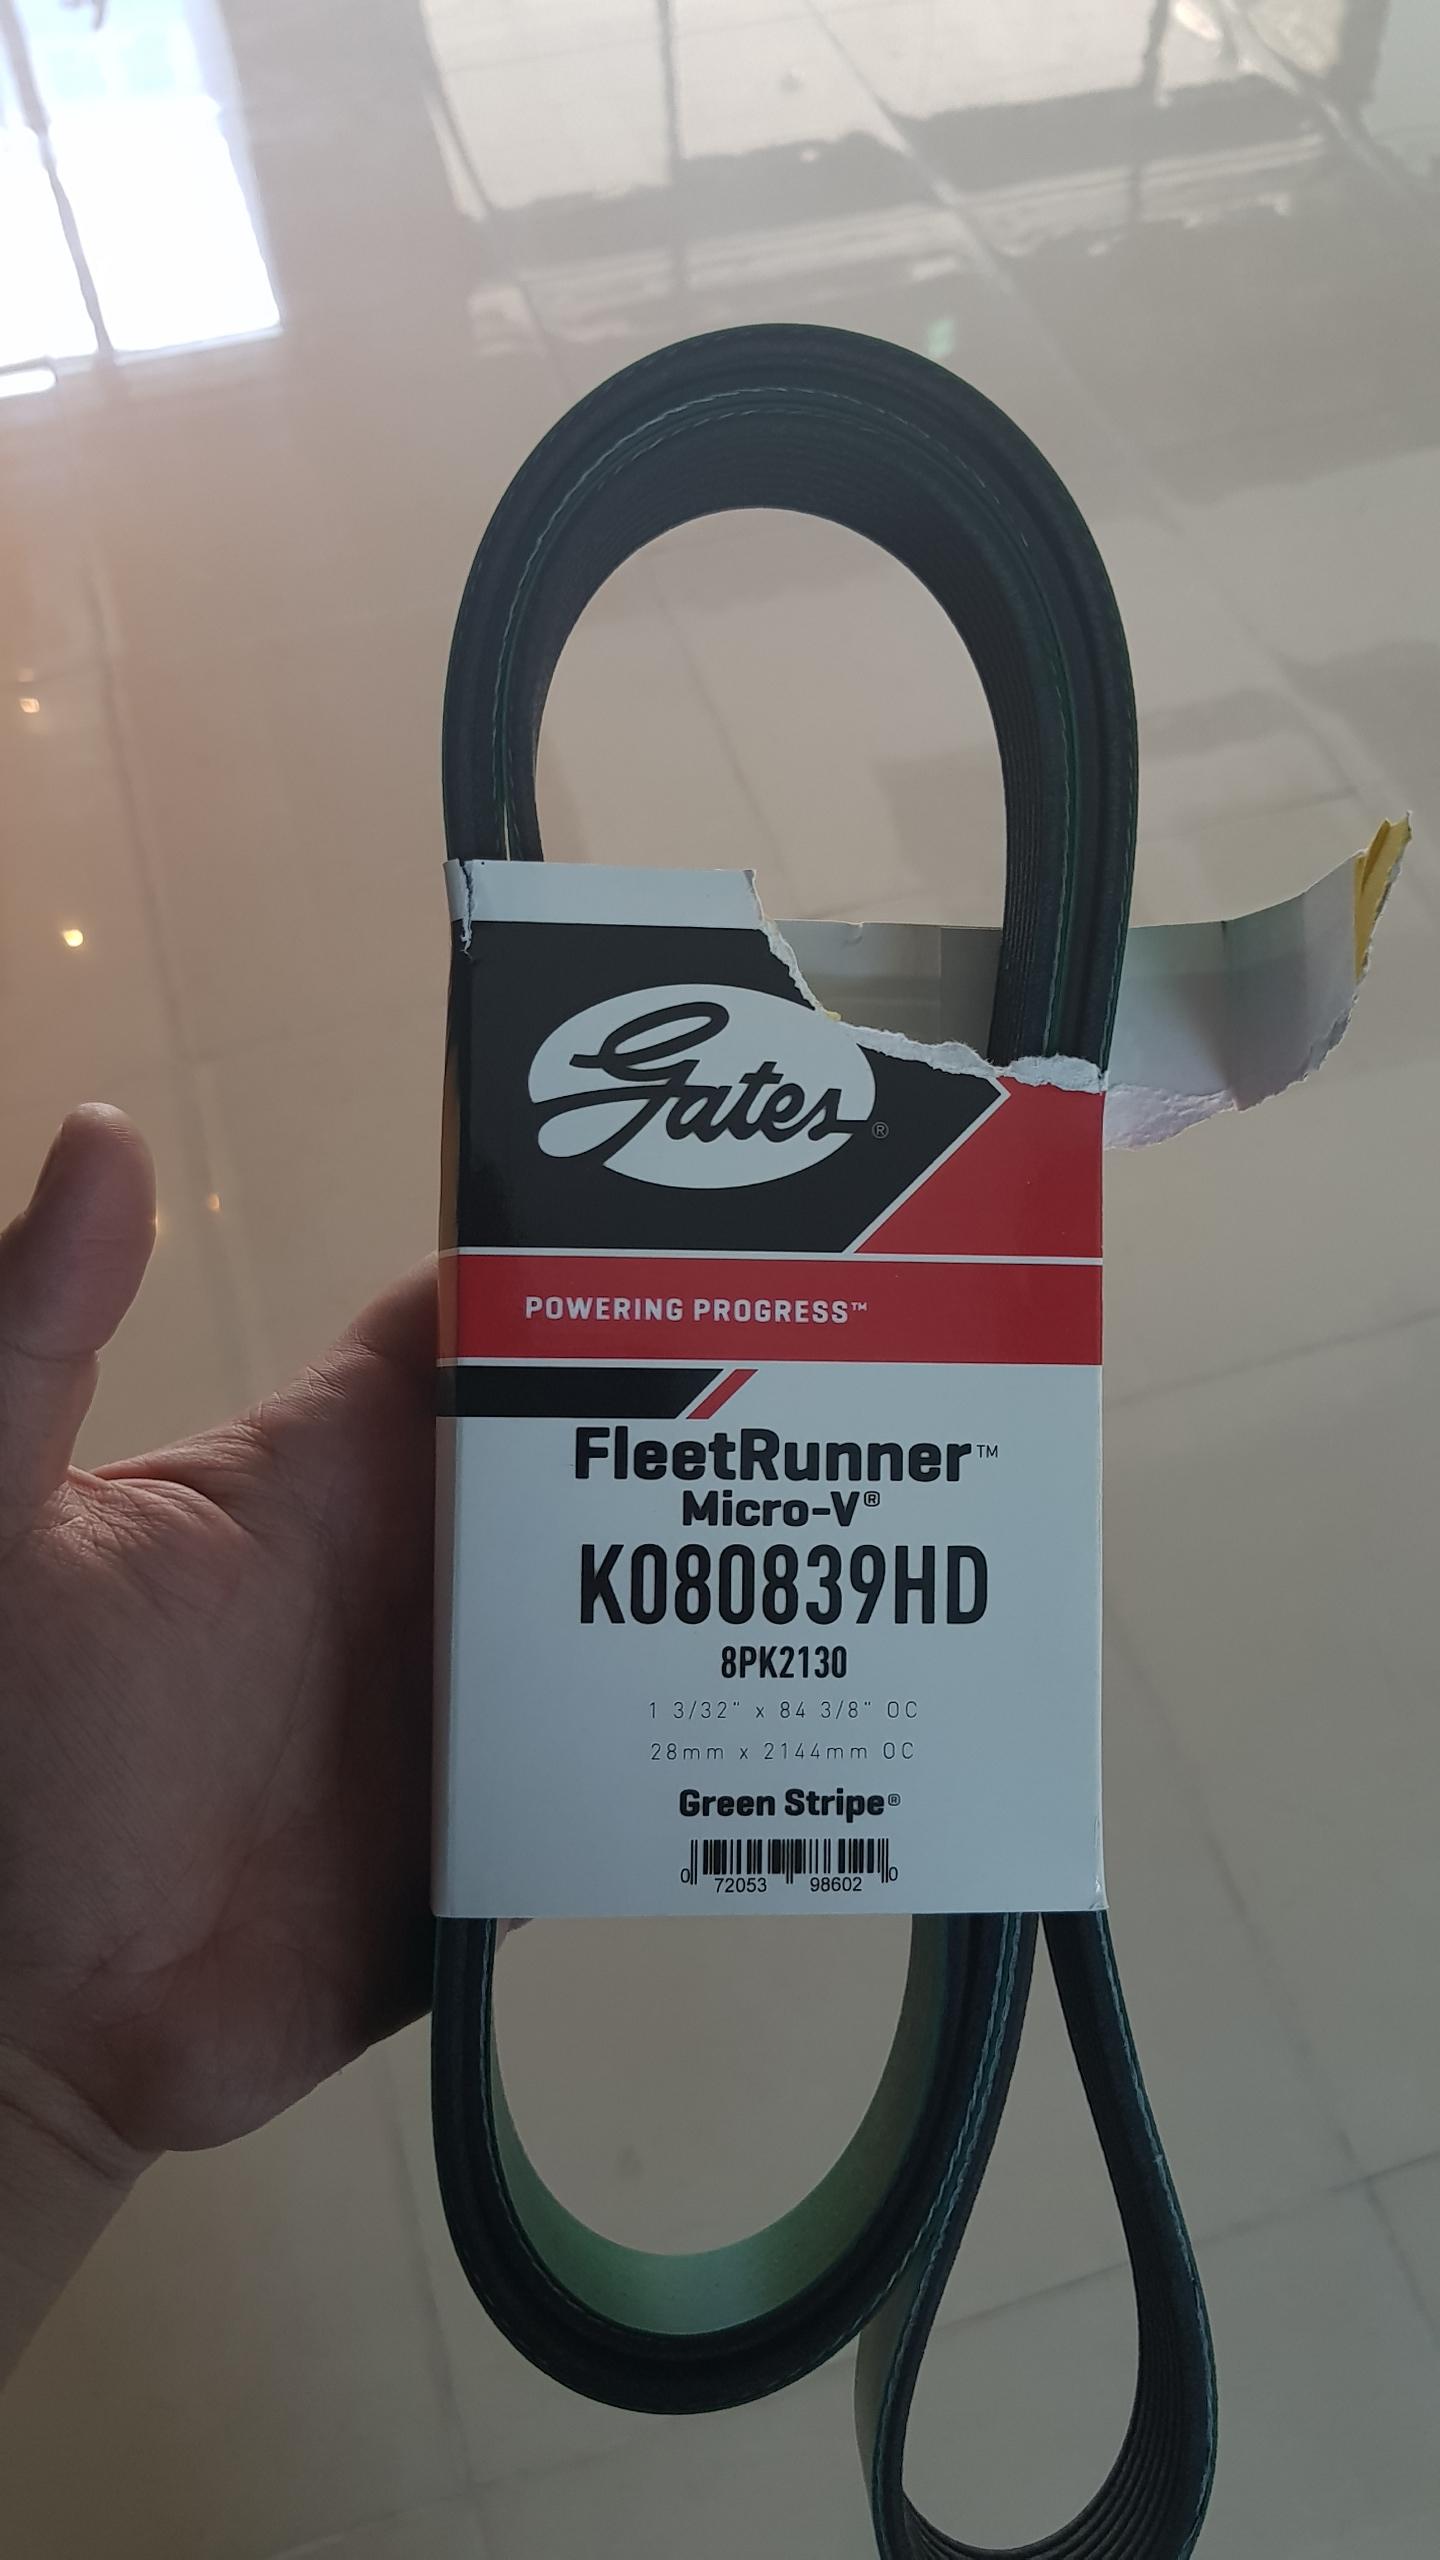 Gates®
POWERING PROGRESS™
FleetRunner™
Micro-V®
K080839HD
8PK2130
1 3/32" x 84 3/8" OC
28mm x 2144mm OC
Green Stripe®
0 72053 98602 0